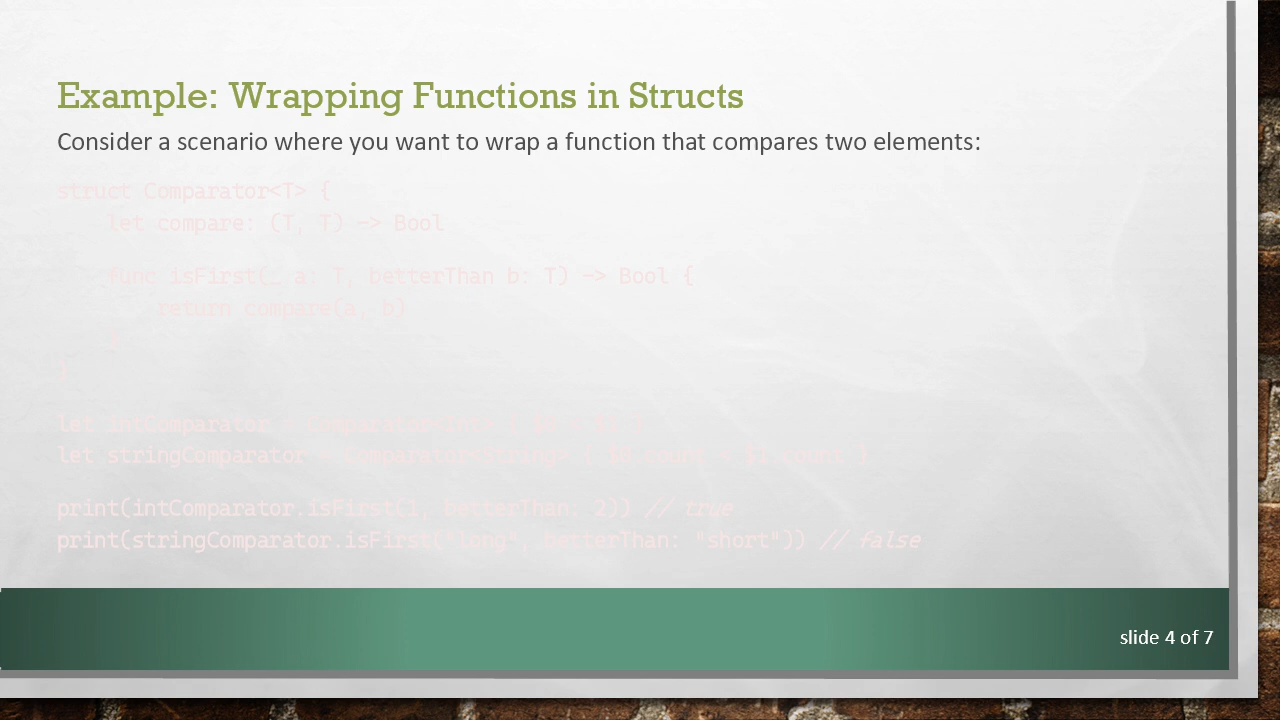 Example: Wrapping Functions in Structs
Consider a scenario where you want to wrap a function that compares two elements:
struct Comparator<T> {
    let compare: (T, T) -> Bool
    func isFirst(_ a: T, betterThan b: T) -> Bool {
        return compare(a, b)
    }
}
let intComparator = Comparator<Int> { $0 < $1 }
let stringComparator = Comparator<String> { $0.count < $1.count }
print(intComparator.isFirst(1, betterThan: 2)) // true
print(stringComparator.isFirst("long", betterThan: "short")) // false
slide 4 of 7